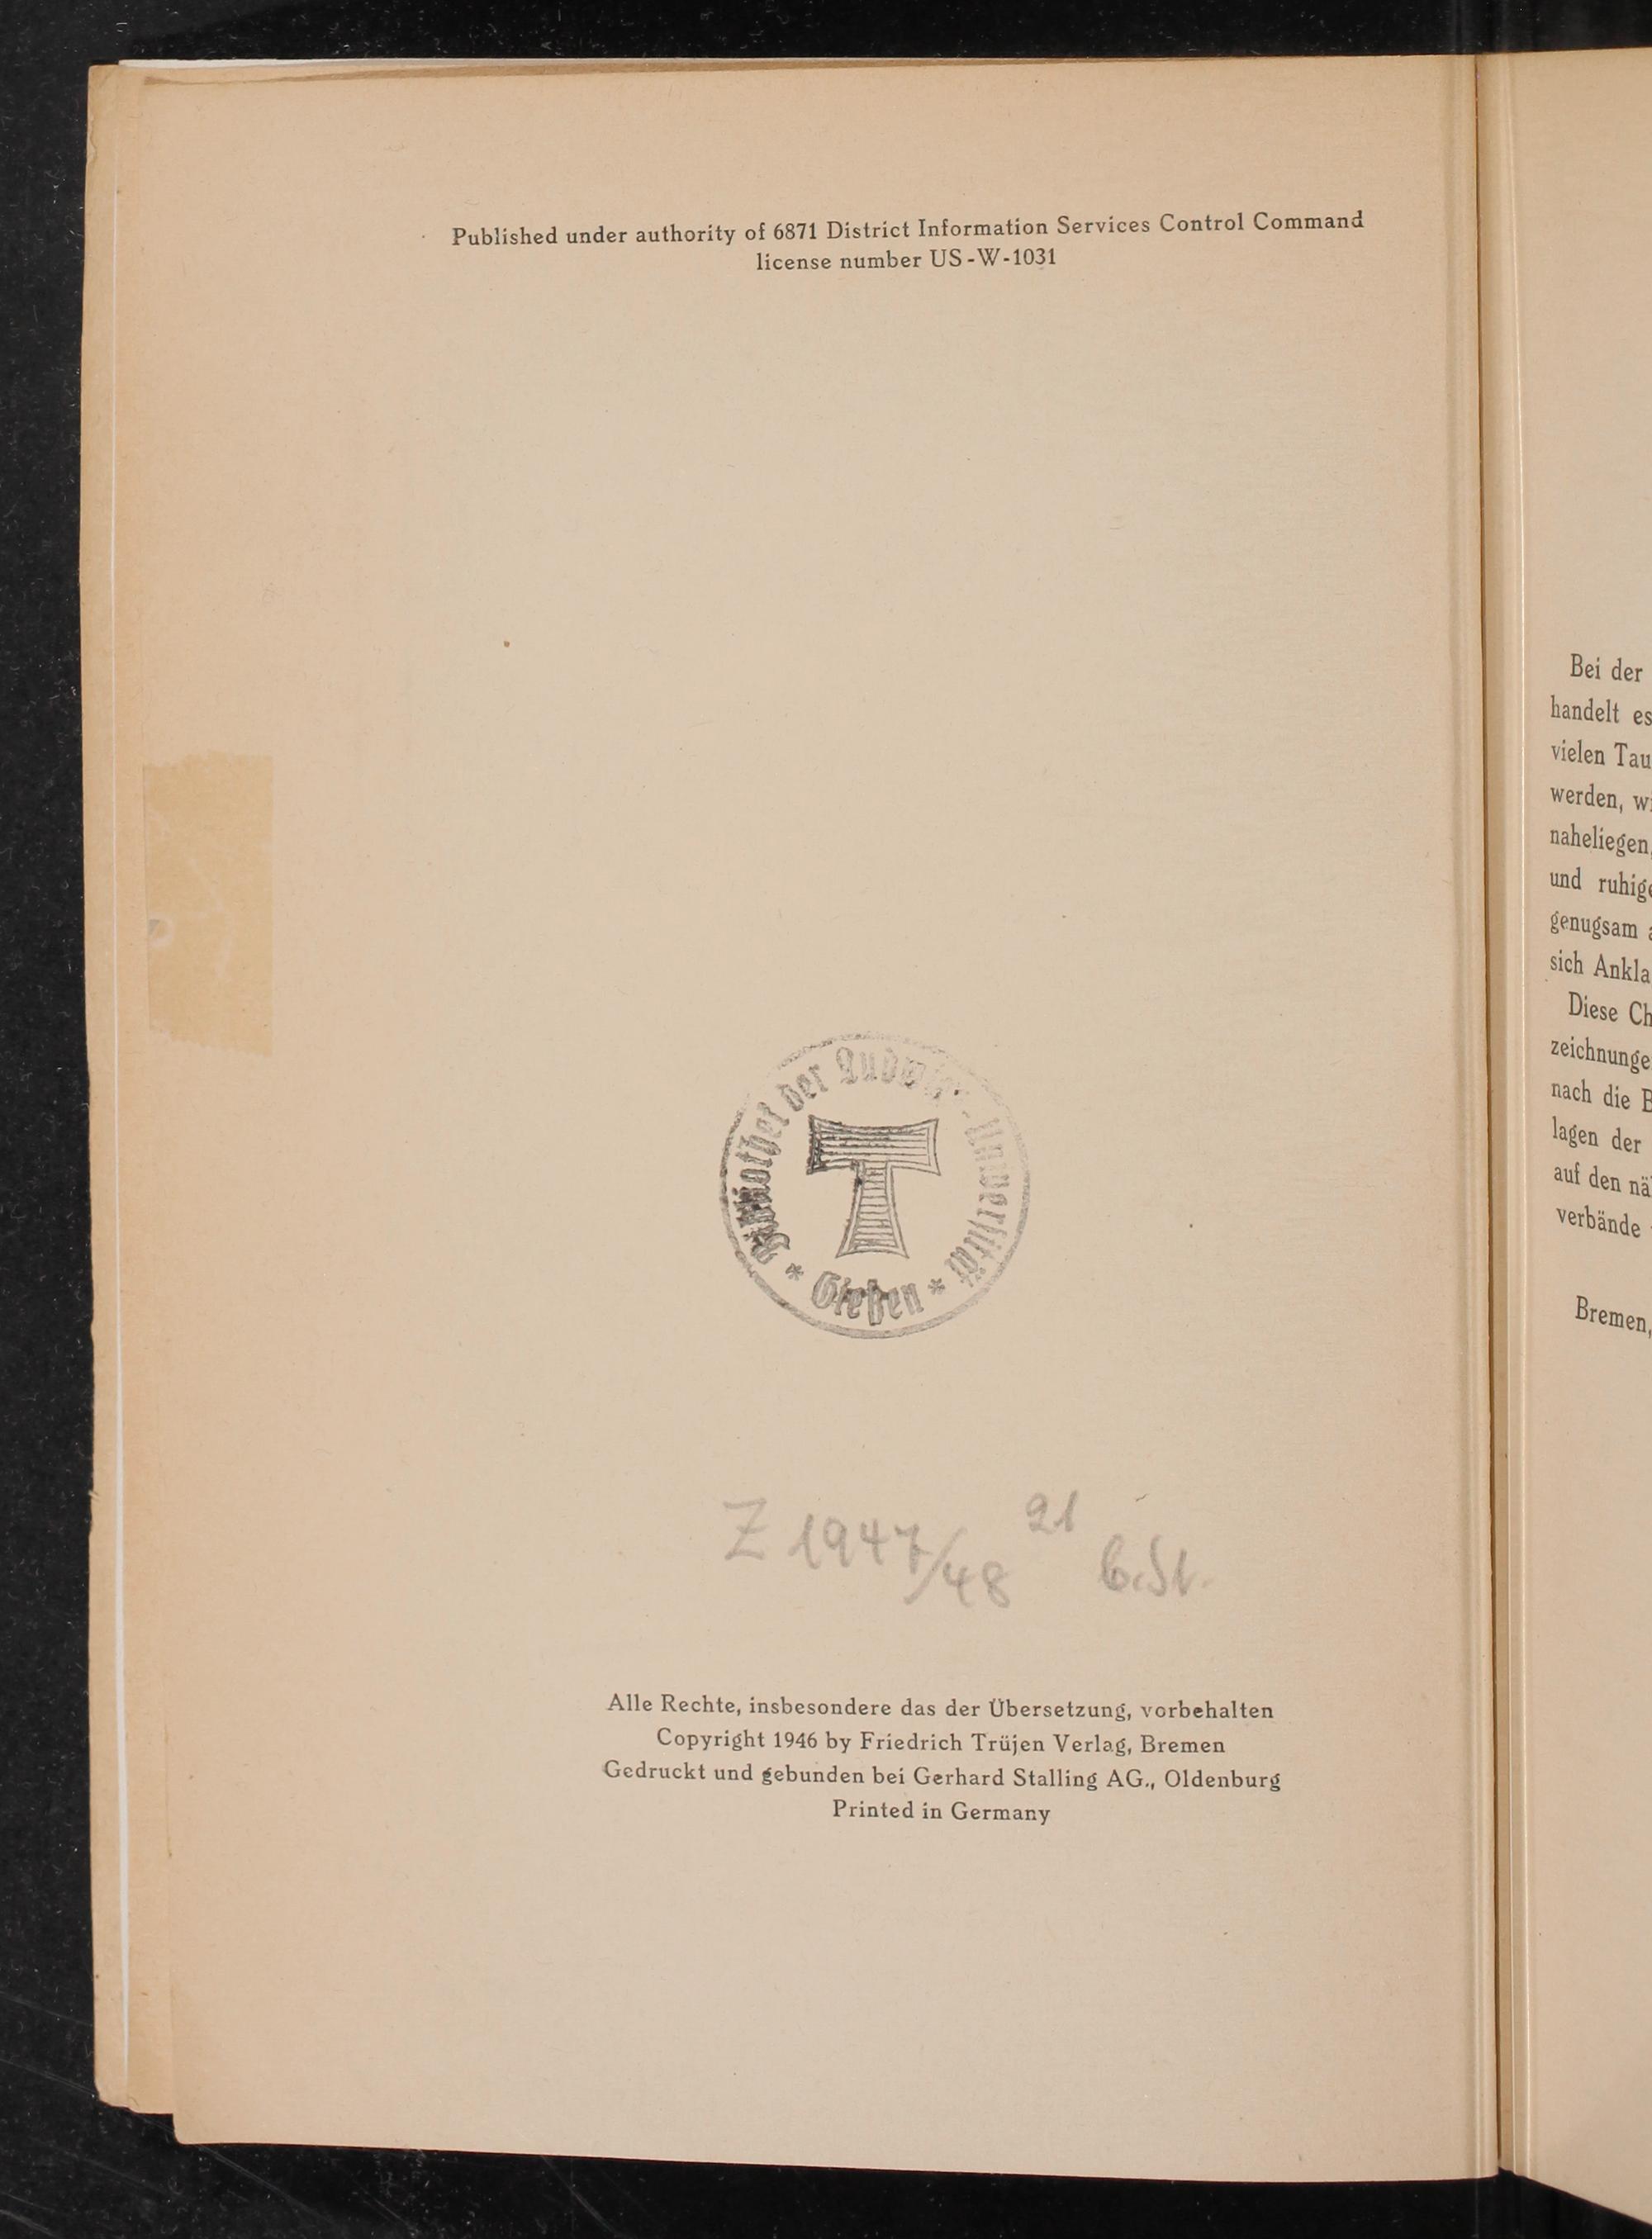 Published under authority of 6871 District Information Services Control Command
license number US-W-1031
Bibliothek der Ludwigs-Universität
* Gießen *
Z 1947/48 21
Alle Rechte, insbesondere das der Übersetzung, vorbehalten
Copyright 1946 by Friedrich Trüjen Verlag, Bremen
Gedruckt und gebunden bei Gerhard Stalling AG., Oldenburg
Printed in Germany
Bei der
handelt es
vielen Tau
werden, wi
naheliegen,
und ruhige
genugsam a
sich Ankla
Diese Ch
zeichnunge
nach die B
lagen der
auf den nä
verbände
Bremen,